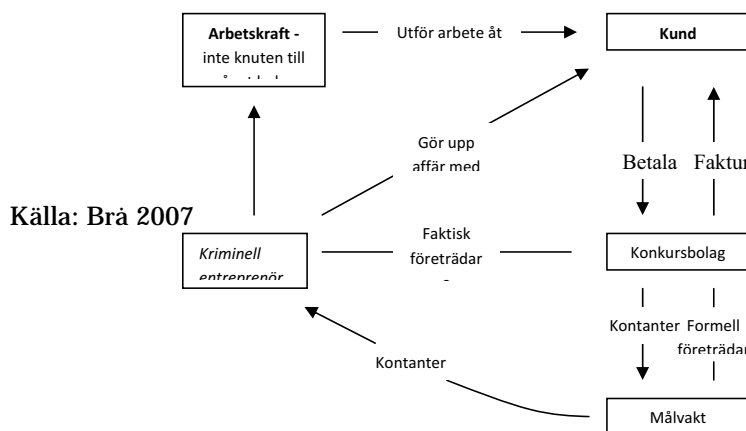 Arbetskraft -
inte knuten till
Utför arbete åt
Kund
Gör upp
affär med
Betala
Faktur
Källa: Brå 2007
Kriminell
entreprenör
Faktisk
företrädar
Konkursbolag
Kontanter
Formell
företrädar
Kontanter
Målvakt